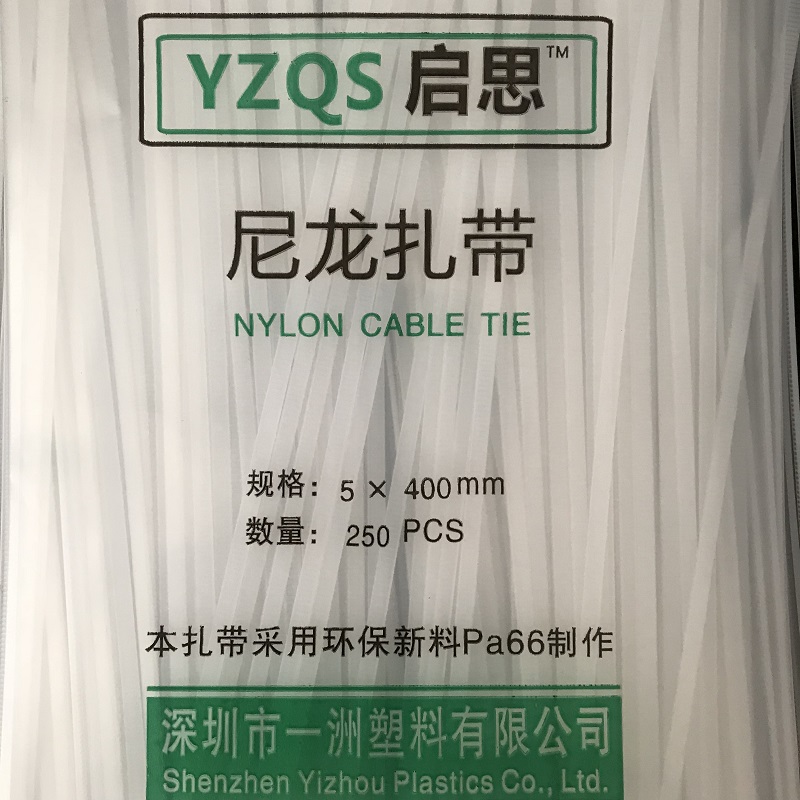 YZQS 启思™
尼龙扎带
NYLON CABLE TIE
规格: 5 × 400mm
数量: 250 PCS
本扎带采用环保新料Pa66制作
深圳市一洲塑料有限公司
Shenzhen Yizhou Plastics Co., Ltd.